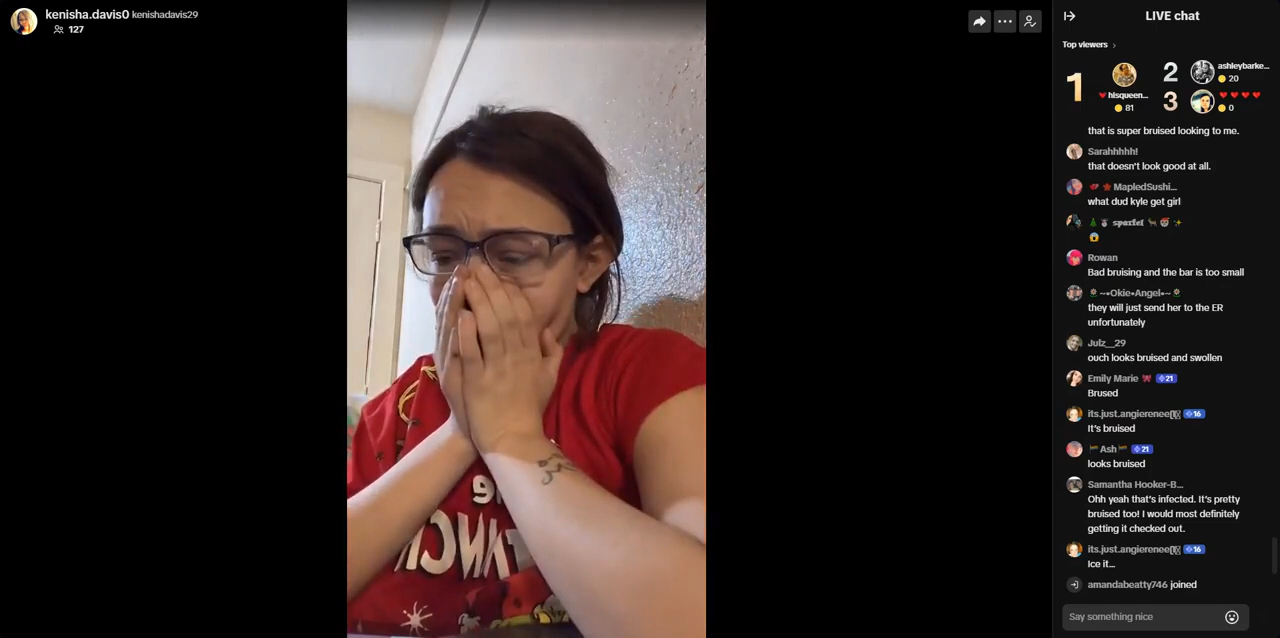 kenisha.davis0 kenishadavis29
127
LIVE chat
Top viewers
1
hisqueen...
81
2
ashleybarke...
20
3
0
that is super bruised looking to me.
Sarahhhhh!
that doesn't look good at all.
MapledSushi...
what dud kyle get girl
sparfel
Rowan
Bad bruising and the bar is too small
~•Okie•Angel•~
they will just send her to the ER
unfortunately
Julz__29
ouch looks bruised and swollen
Emily Marie 21
Brused
its.just.angierenee 16
It's bruised
Ash 21
looks bruised
Samantha Hooker-B...
Ohh yeah that's infected. It's pretty
bruised too! I would most definitely
getting it checked out.
its.just.angierenee 16
Ice it...
amandabeatty746 joined
Say something nice